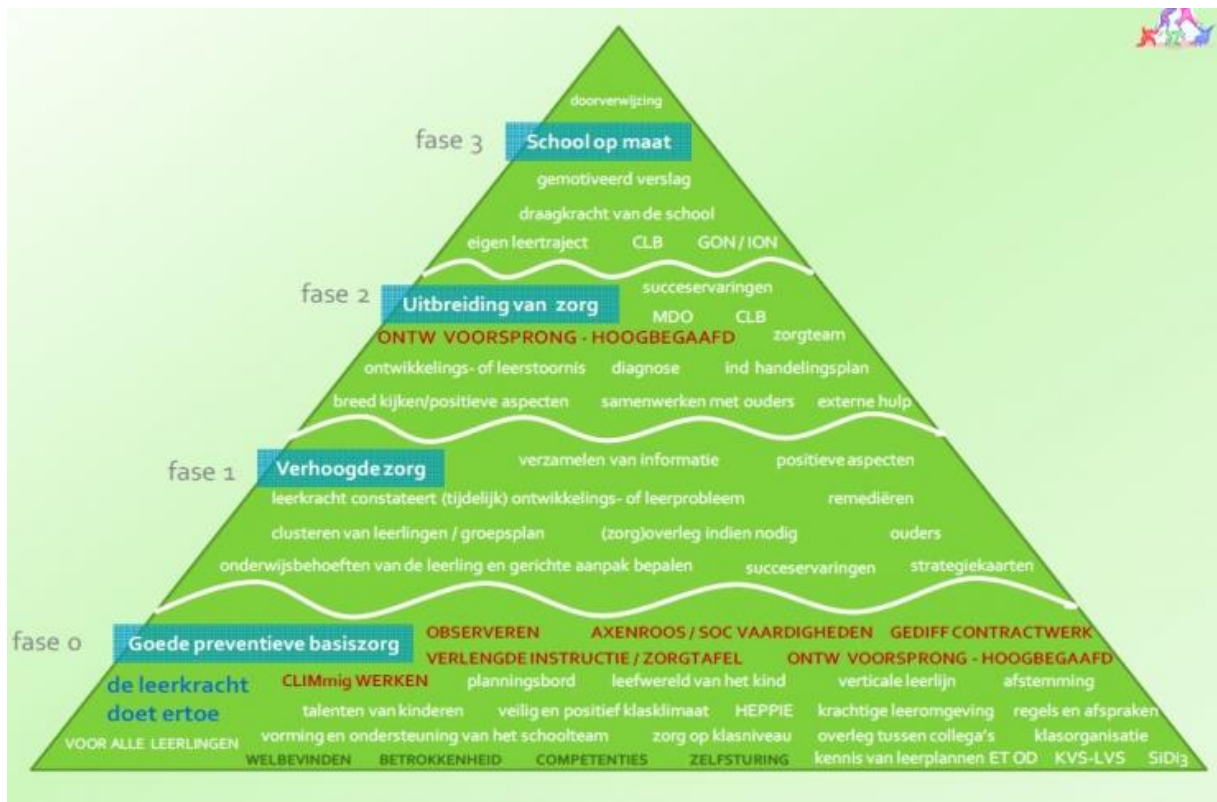 doorverwijzing
fase 3 School op maat
gemotiveerd verslag
draagkracht van de school
eigen leertraject CLB GON / ION
succeservaringen
fase 2 Uitbreiding van zorg
MDO CLB
ONTW VOORSPRONG - HOOGBEGAAFD zorgteam
ontwikkelings- of leerstoornis diagnose ind handelingsplan
breed kijken/positieve aspecten samenwerken met ouders externe hulp
fase 1 Verhoogde zorg verzamelen van informatie positieve aspecten
leerkracht constateert (tijdelijk) ontwikkelings- of leerprobleem remediëren
clusteren van leerlingen / groepsplan (zorg)overleg indien nodig ouders
onderwijsbehoeften van de leerling en gerichte aanpak bepalen succeservaringen strategiekaarten
fase 0 Goede preventieve basiszorg OBSERVEREN AXENROOS / SOC VAARDIGHEDEN GEDIFF CONTRACTWERK
VERLENGDE INSTRUCTIE / ZORGTAFEL ONTW VOORSPRONG - HOOGBEGAAFD
de leerkracht CLIMmig WERKEN planningsbord leefwereld van het kind verticale leerlijn afstemming
doet ertoe talenten van kinderen veilig en positief klasklimaat HEPPIE krachtige leeromgeving regels en afspraken
VOOR ALLE LEERLINGEN vorming en ondersteuning van het schoolteam zorg op klasniveau overleg tussen collega's klasorganisatie
WELBEVINDEN BETROKKENHEID COMPETENTIES ZELFSTURING kennis van leerplannen ET OD KVS-LVS SiDi3